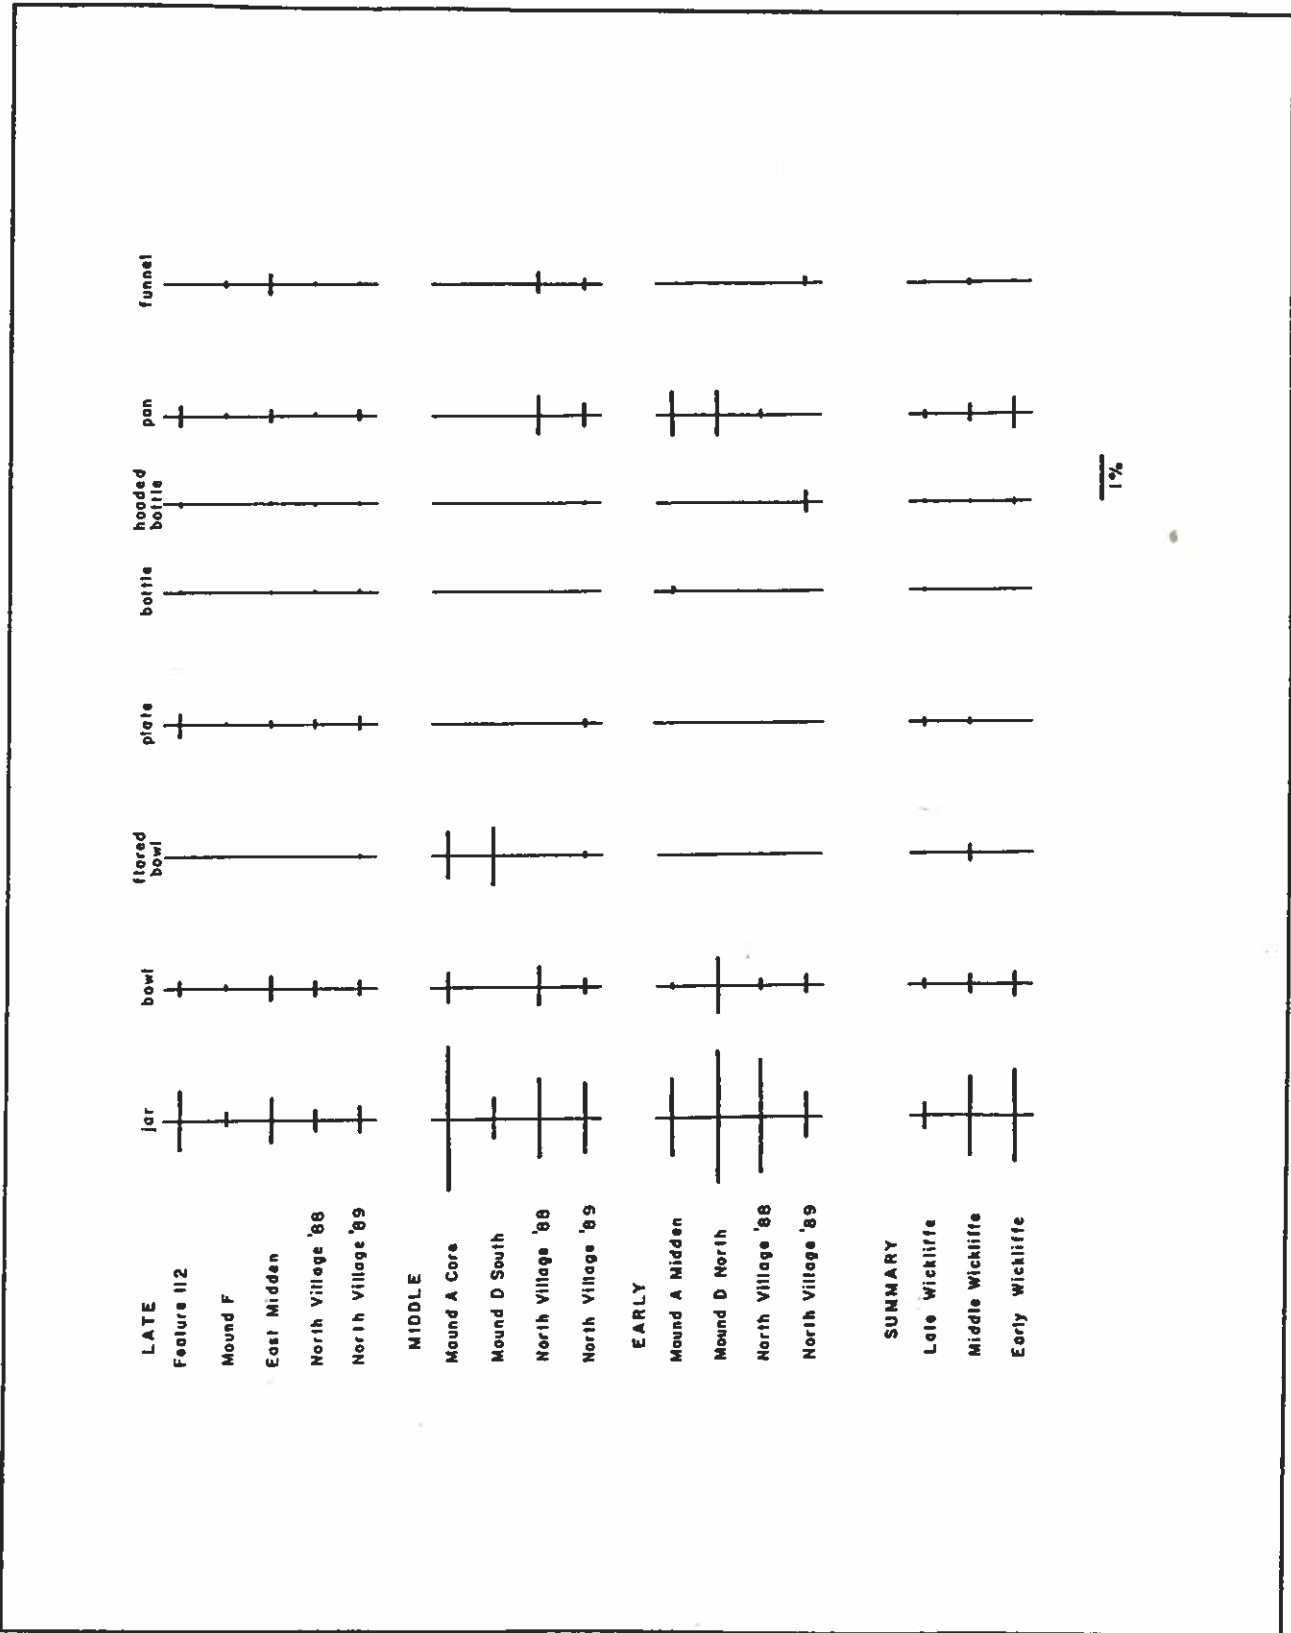 jar
bowl
flared
bowl
plate
bottle
hooded
bottle
pan
funnel
LATE
Feature 112
Mound F
East Midden
North Village '88
North Village '89
MIDDLE
Mound A Core
Mound D South
North Village '88
North Village '89
EARLY
Mound A Midden
Mound D North
North Village '88
North Village '89
SUMMARY
Late Wickliffe
Middle Wickliffe
Early Wickliffe
1%